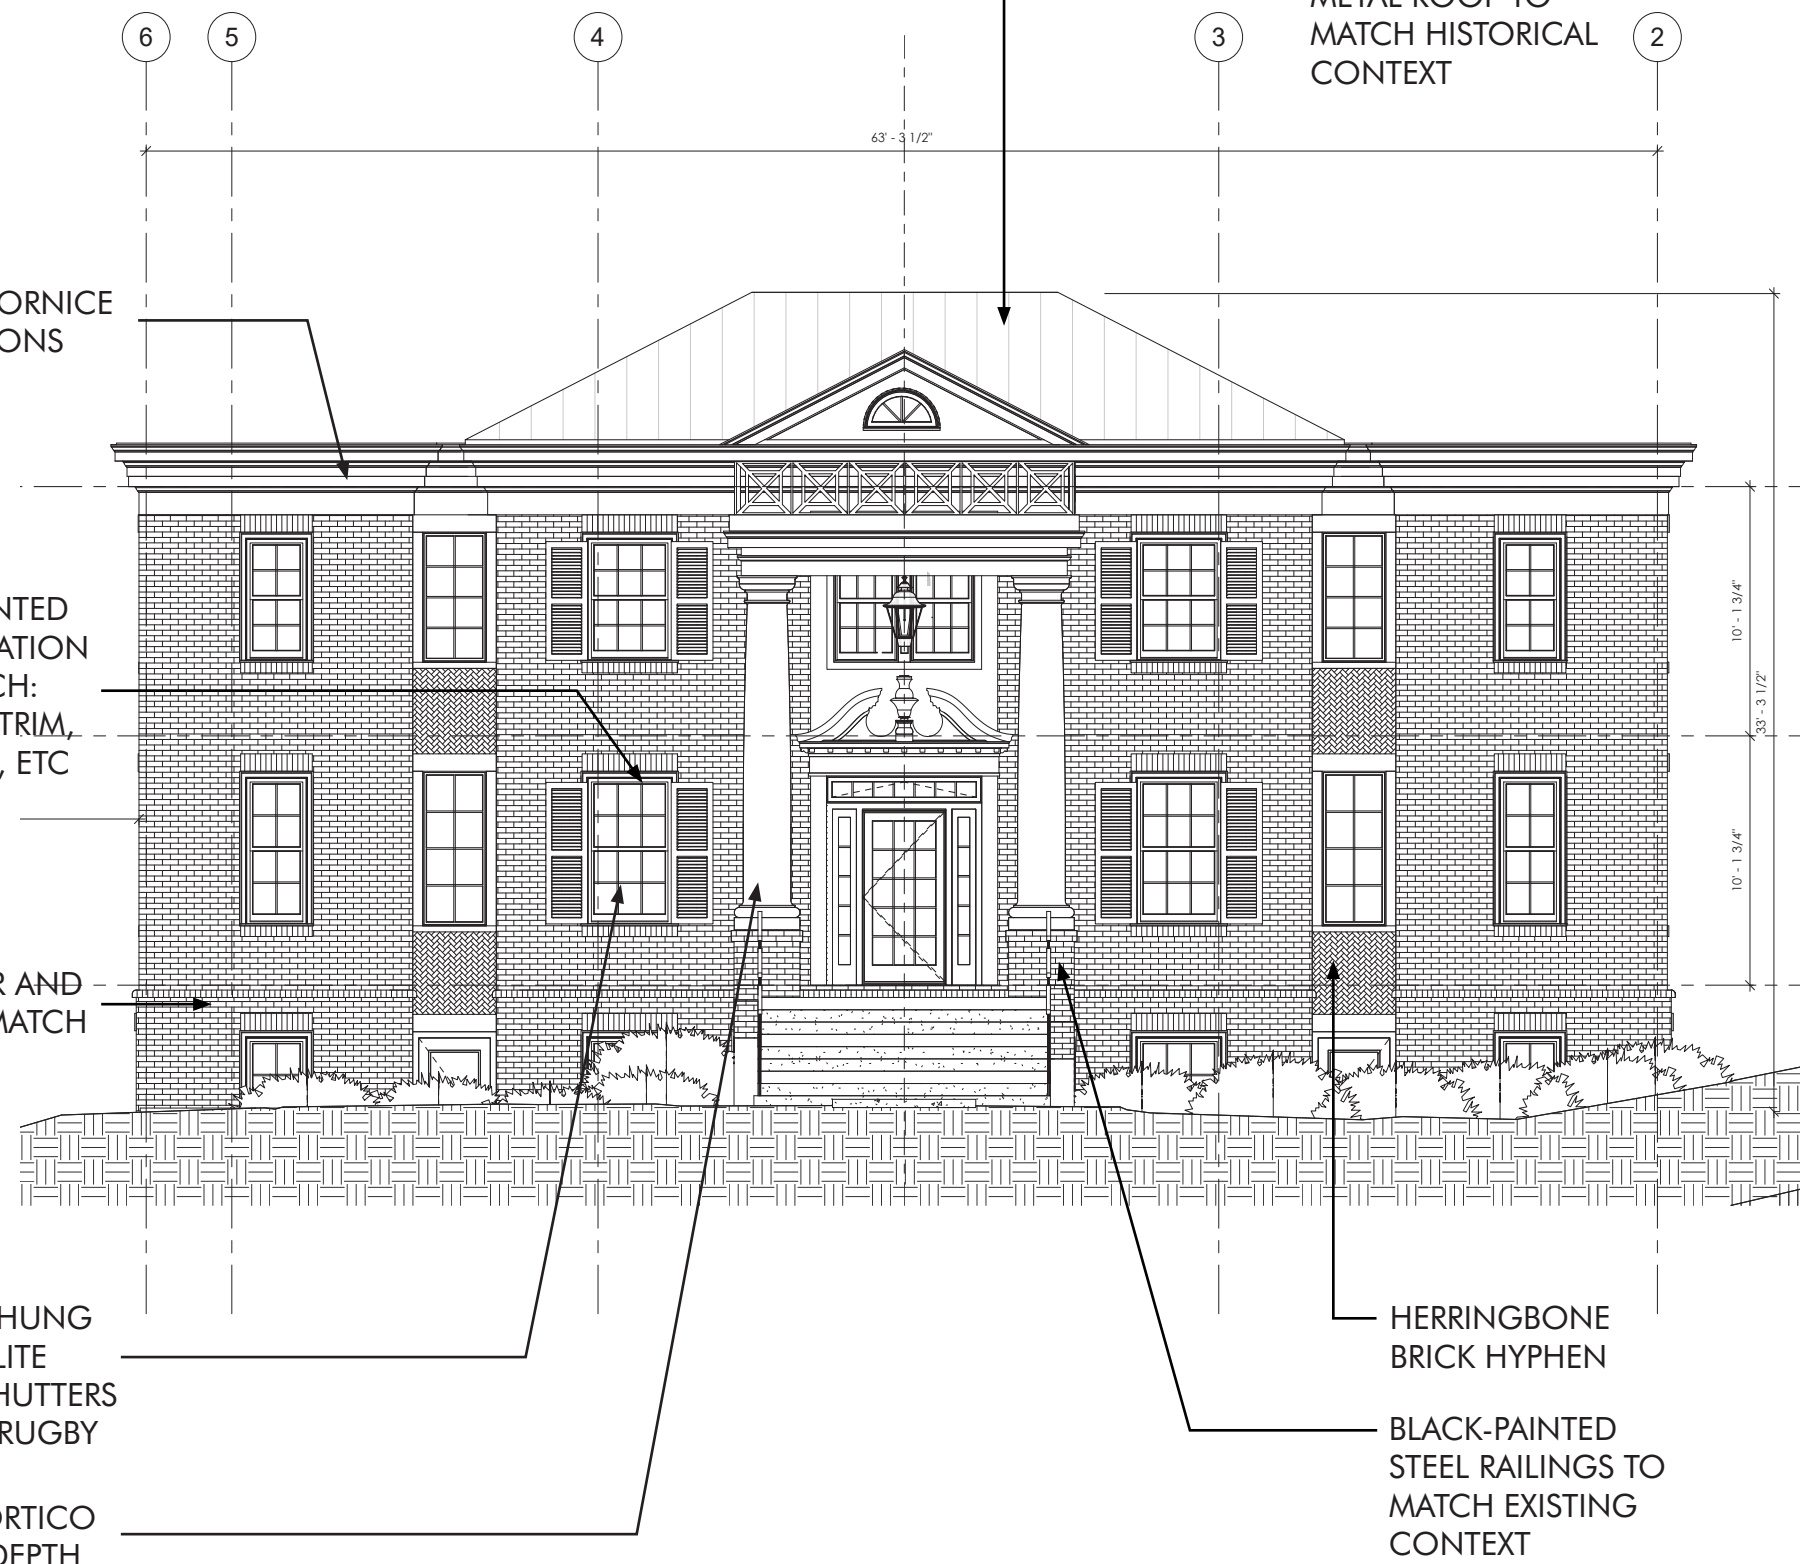 METAL ROOF TO
MATCH HISTORICAL
CONTEXT
6
5
4
3
2
63' - 3 1/2"
ORNICE
ONS
NTED
ATION
CH:
TRIM,
, ETC
10' - 1 3/4"
33' - 3 1/2"
10' - 1 3/4"
R AND
MATCH
HUNG
LITE
HUTTERS
RUGBY
ORTICO
DEPTH
HERRINGBONE
BRICK HYPHEN
BLACK-PAINTED
STEEL RAILINGS TO
MATCH EXISTING
CONTEXT